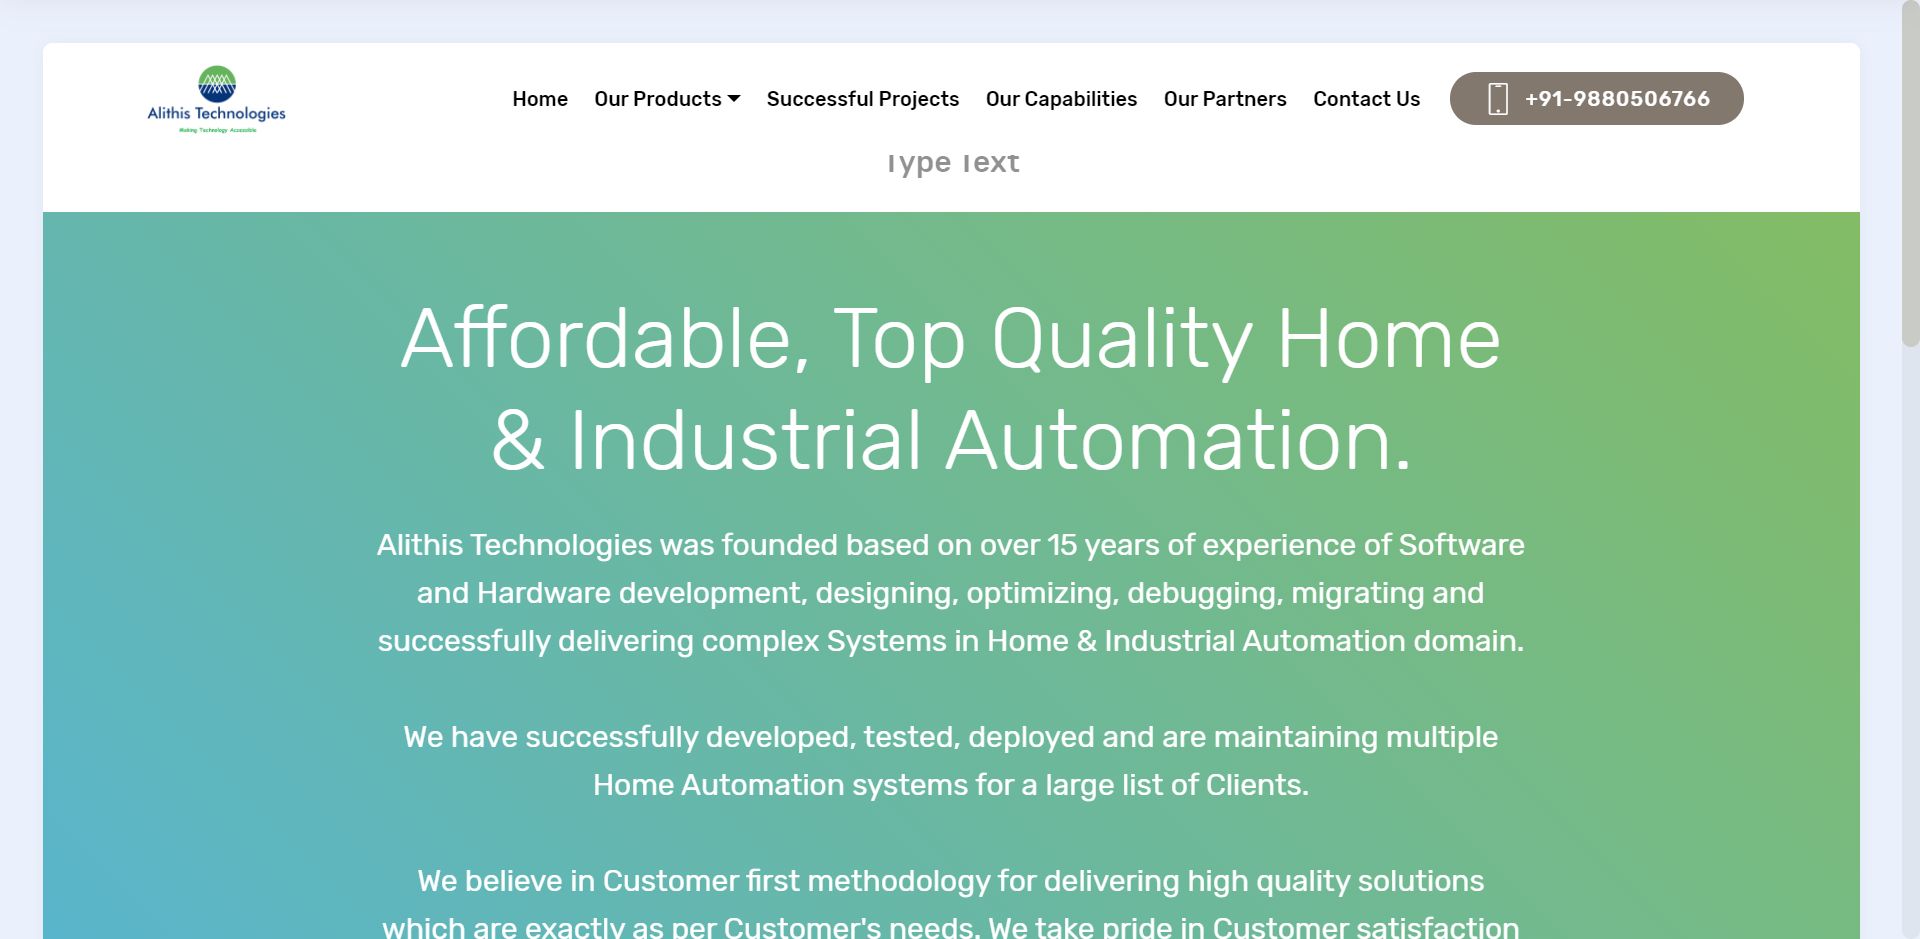 Alithis Technologies
Making Technology Accessible
Home Our Products Successful Projects Our Capabilities Our Partners Contact Us +91-9880506766
Type Text
Affordable, Top Quality Home
& Industrial Automation.
Alithis Technologies was founded based on over 15 years of experience of Software
and Hardware development, designing, optimizing, debugging, migrating and
successfully delivering complex Systems in Home & Industrial Automation domain.
We have successfully developed, tested, deployed and are maintaining multiple
Home Automation systems for a large list of Clients.
We believe in Customer first methodology for delivering high quality solutions
which are exactly as per Customer's needs. We take pride in Customer satisfaction